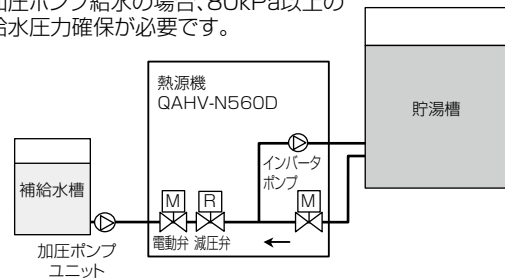 加圧ポンプ給水の場合、80kPa以上の
給水圧力確保が必要です。
熱源機
QAHV-N560D
貯湯槽
インバータ
ポンプ
補給水槽
M
R
M
電動弁
減圧弁
加圧ポンプ
ユニット